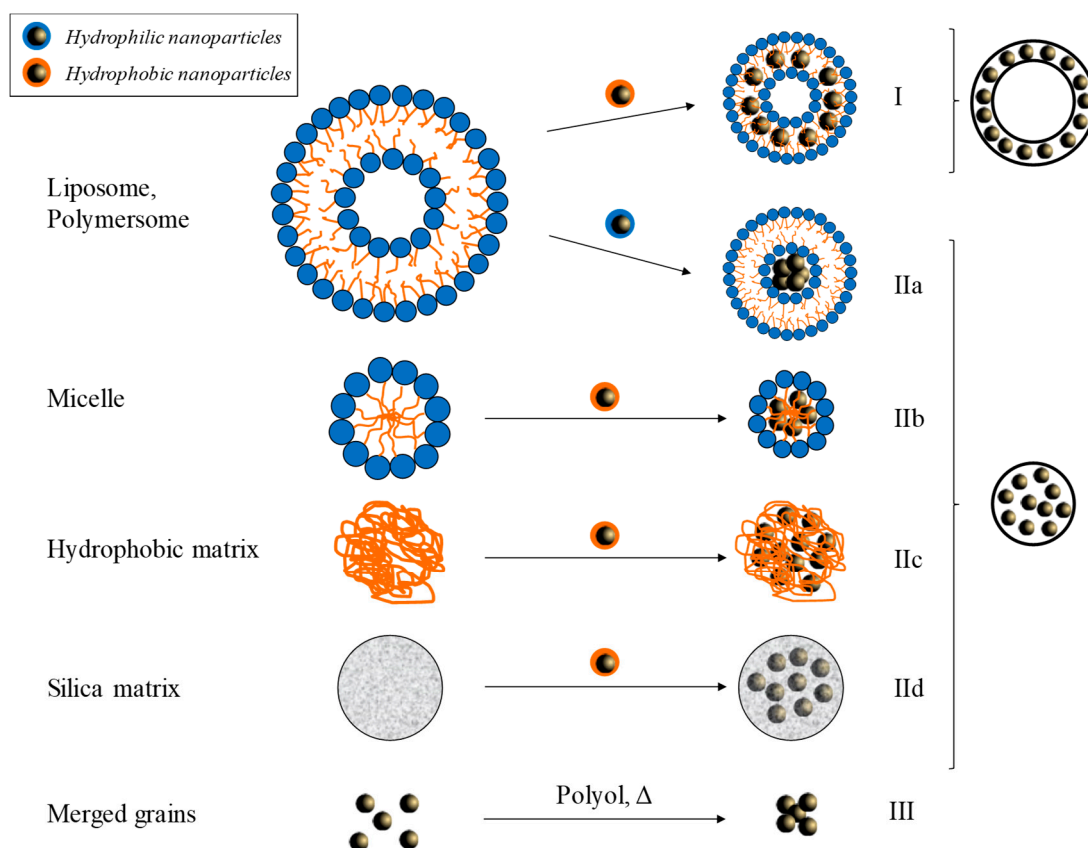 Hydrophilic nanoparticles
Hydrophobic nanoparticles
I
Liposome,
Polymersome
IIa
Micelle
IIb
Hydrophobic matrix
IIc
Silica matrix
IId
Polyol, Δ
Merged grains
III